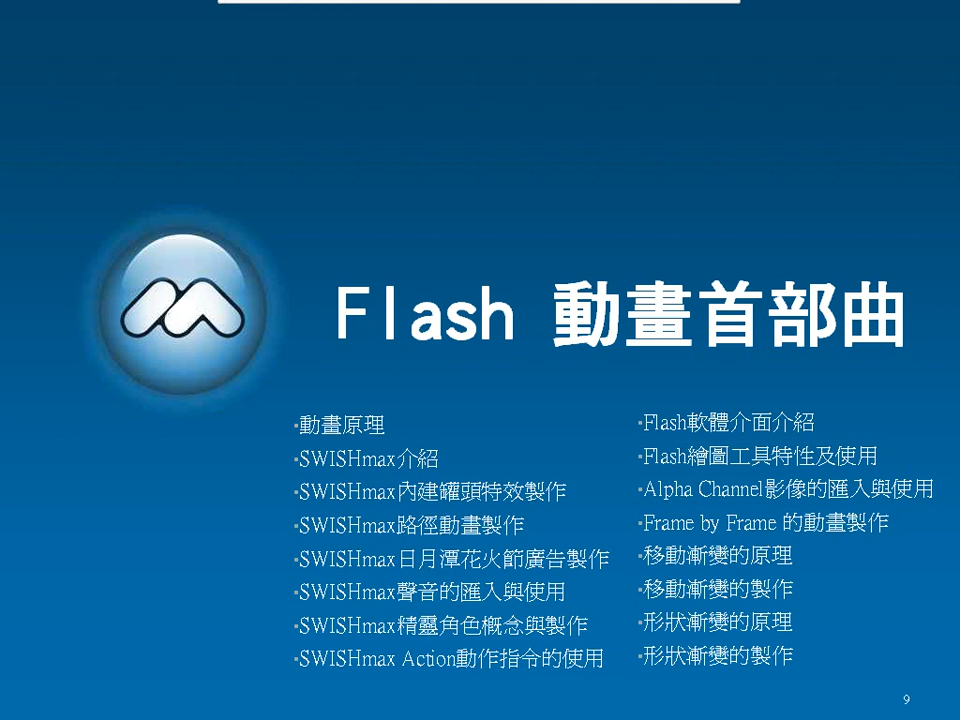 Flash 動畫首部曲
·動畫原理
·SWISHmax介紹
·SWISHmax內建罐頭特效製作
·SWISHmax路徑動畫製作
·SWISHmax日月潭花火節廣告製作
·SWISHmax聲音的匯入與使用
·SWISHmax精靈角色概念與製作
·SWISHmax Action動作指令的使用
·Flash軟體介面介紹
·Flash繪圖工具特性及使用
·Alpha Channel影像的匯入與使用
·Frame by Frame 的動畫製作
·移動漸變的原理
·移動漸變的製作
·形狀漸變的原理
·形狀漸變的製作
9